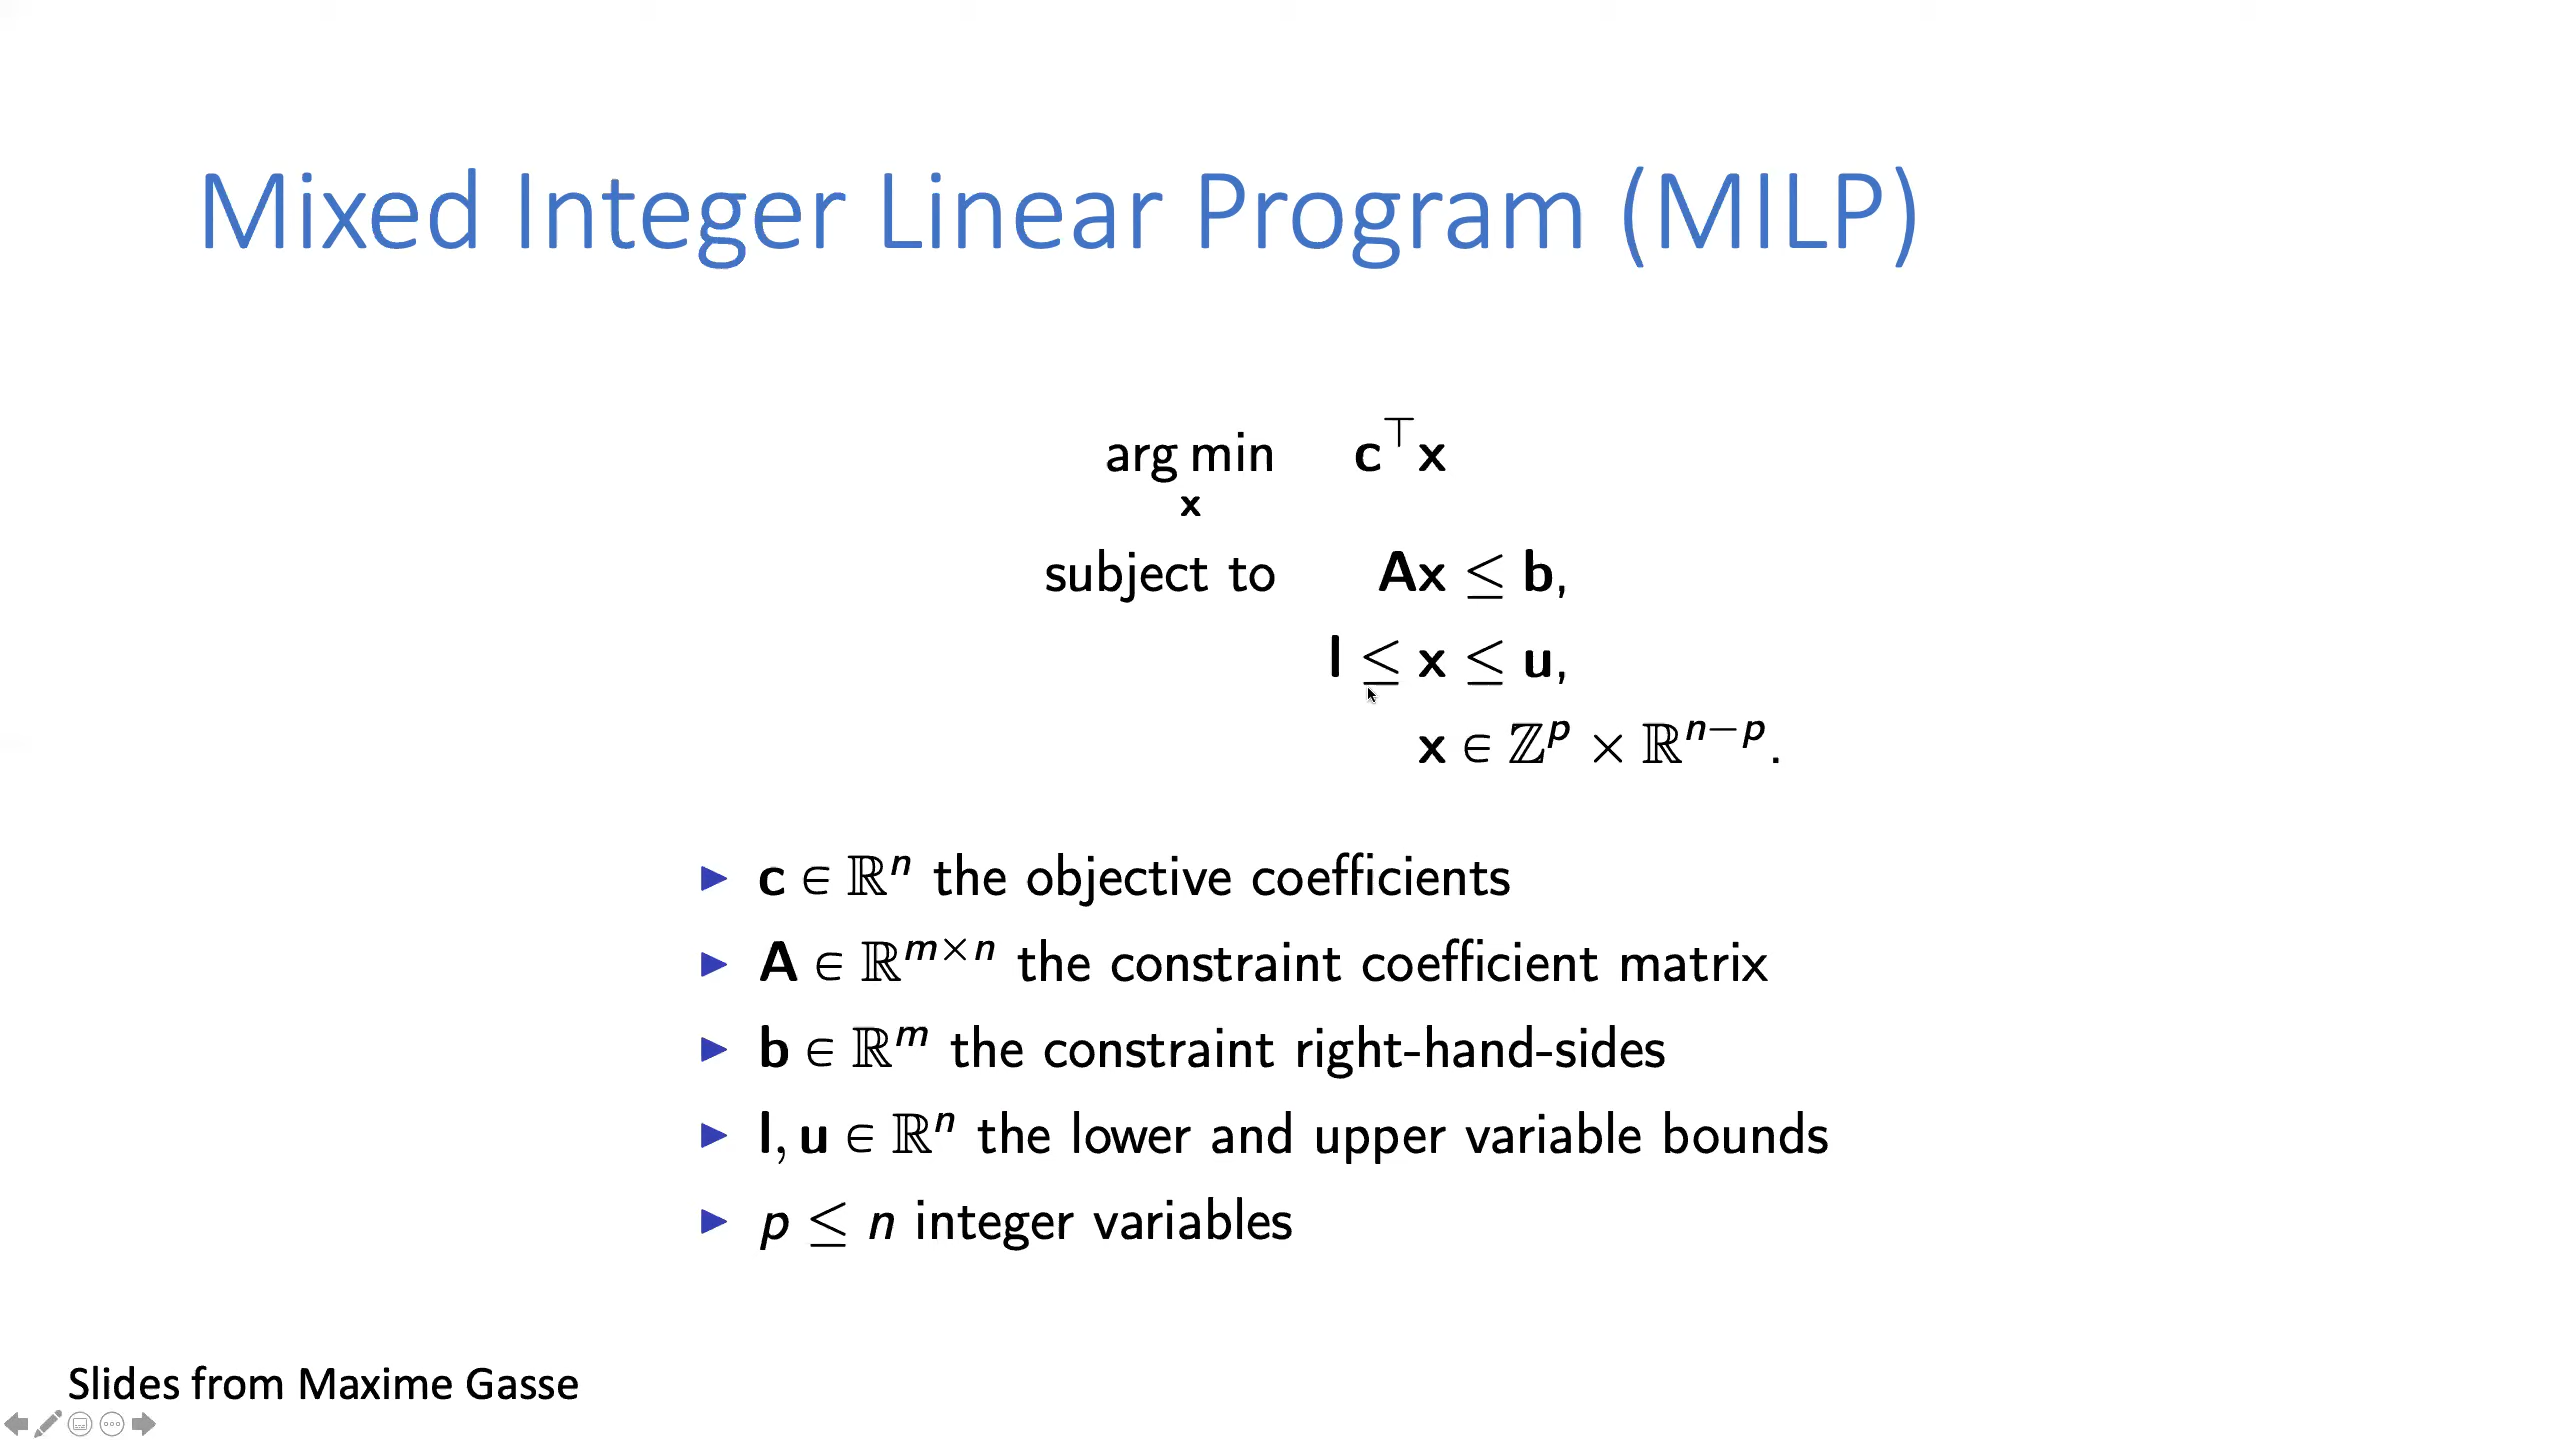 Mixed Integer Linear Program (MILP)
arg min c⊤x
x
subject to Ax ≤ b,
l ≤ x ≤ u,
x ∈ ℤᵖ × ℝⁿ⁻ᵖ.
▶ c ∈ ℝⁿ the objective coefficients
▶ A ∈ ℝᵐˣⁿ the constraint coefficient matrix
▶ b ∈ ℝᵐ the constraint right-hand-sides
▶ l, u ∈ ℝⁿ the lower and upper variable bounds
▶ p ≤ n integer variables
Slides from Maxime Gasse